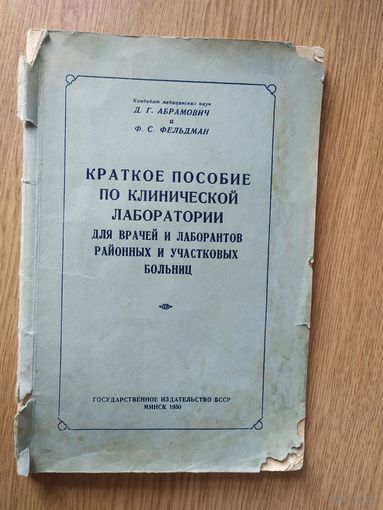 Кандидат медицинских наук
Д. Г. АБРАМОВИЧ
и
Ф. С. ФЕЛЬДМАН
КРАТКОЕ ПОСОБИЕ
ПО КЛИНИЧЕСКОЙ
ЛАБОРАТОРИИ
ДЛЯ ВРАЧЕЙ И ЛАБОРАНТОВ
РАЙОННЫХ И УЧАСТКОВЫХ
БОЛЬНИЦ
ГОСУДАРСТВЕННОЕ ИЗДАТЕЛЬСТВО БССР
МИНСК 1950